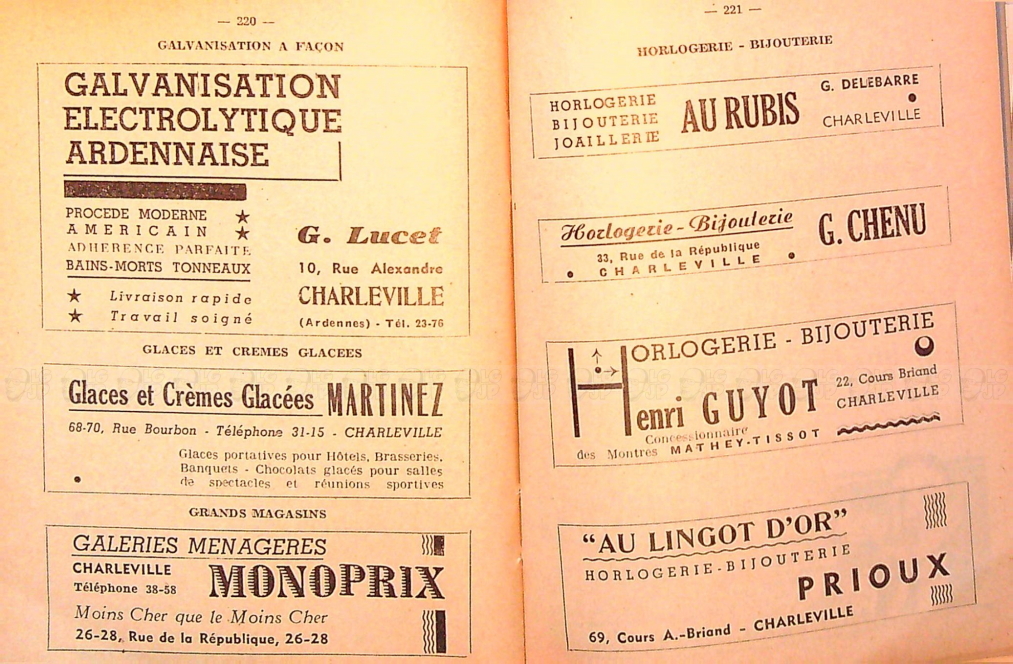 — 220 —
GALVANISATION A FAÇON
GALVANISATION
ELECTROLYTIQUE
ARDENNAISE
PROCEDE MODERNE
AMERICAIN
ADHERENCE PARFAITE
BAINS-MORTS TONNEAUX
Livraison rapide
Travail soigné
G. Lucet
10, Rue Alexandre
CHARLEVILLE
(Ardennes) - Tél. 23-76
GLACES ET CREMES GLACEES
Glaces et Crèmes Glacées MARTINEZ
68-70, Rue Bourbon - Téléphone 31-15 - CHARLEVILLE
Glaces portatives pour Hôtels, Brasseries,
Banquets - Chocolats glacés pour salles
de spectacles et réunions sportives
GRANDS MAGASINS
GALERIES MENAGERES
CHARLEVILLE
Téléphone 38-58
MONOPRIX
Moins Cher que le Moins Cher
26-28, Rue de la République, 26-28
— 221 —
HORLOGERIE - BIJOUTERIE
HORLOGERIE
BIJOUTERIE
JOAILLERIE
AU RUBIS
G. DELEBARRE
CHARLEVILLE
Horlogerie-Bijouterie
33, Rue de la République
CHARLEVILLE
G. CHENU
HORLOGERIE - BIJOUTERIE
Henri GUYOT
22, Cours Briand
CHARLEVILLE
Concessionnaire
des Montres MATHEY-TISSOT
"AU LINGOT D'OR"
HORLOGERIE-BIJOUTERIE
PRIOUX
69, Cours A.-Briand - CHARLEVILLE